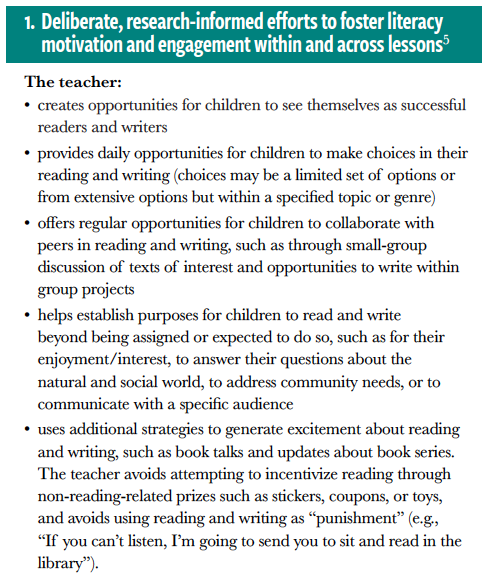 1. Deliberate, research-informed efforts to foster literacy
motivation and engagement within and across lessons5
The teacher:
• creates opportunities for children to see themselves as successful
readers and writers
• provides daily opportunities for children to make choices in their
reading and writing (choices may be a limited set of options or
from extensive options but within a specified topic or genre)
• offers regular opportunities for children to collaborate with
peers in reading and writing, such as through small-group
discussion of texts of interest and opportunities to write within
group projects
• helps establish purposes for children to read and write
beyond being assigned or expected to do so, such as for their
enjoyment/interest, to answer their questions about the
natural and social world, to address community needs, or to
communicate with a specific audience
• uses additional strategies to generate excitement about reading
and writing, such as book talks and updates about book series.
The teacher avoids attempting to incentivize reading through
non-reading-related prizes such as stickers, coupons, or toys,
and avoids using reading and writing as “punishment” (e.g.,
“If you can’t listen, I’m going to send you to sit and read in the
library”).